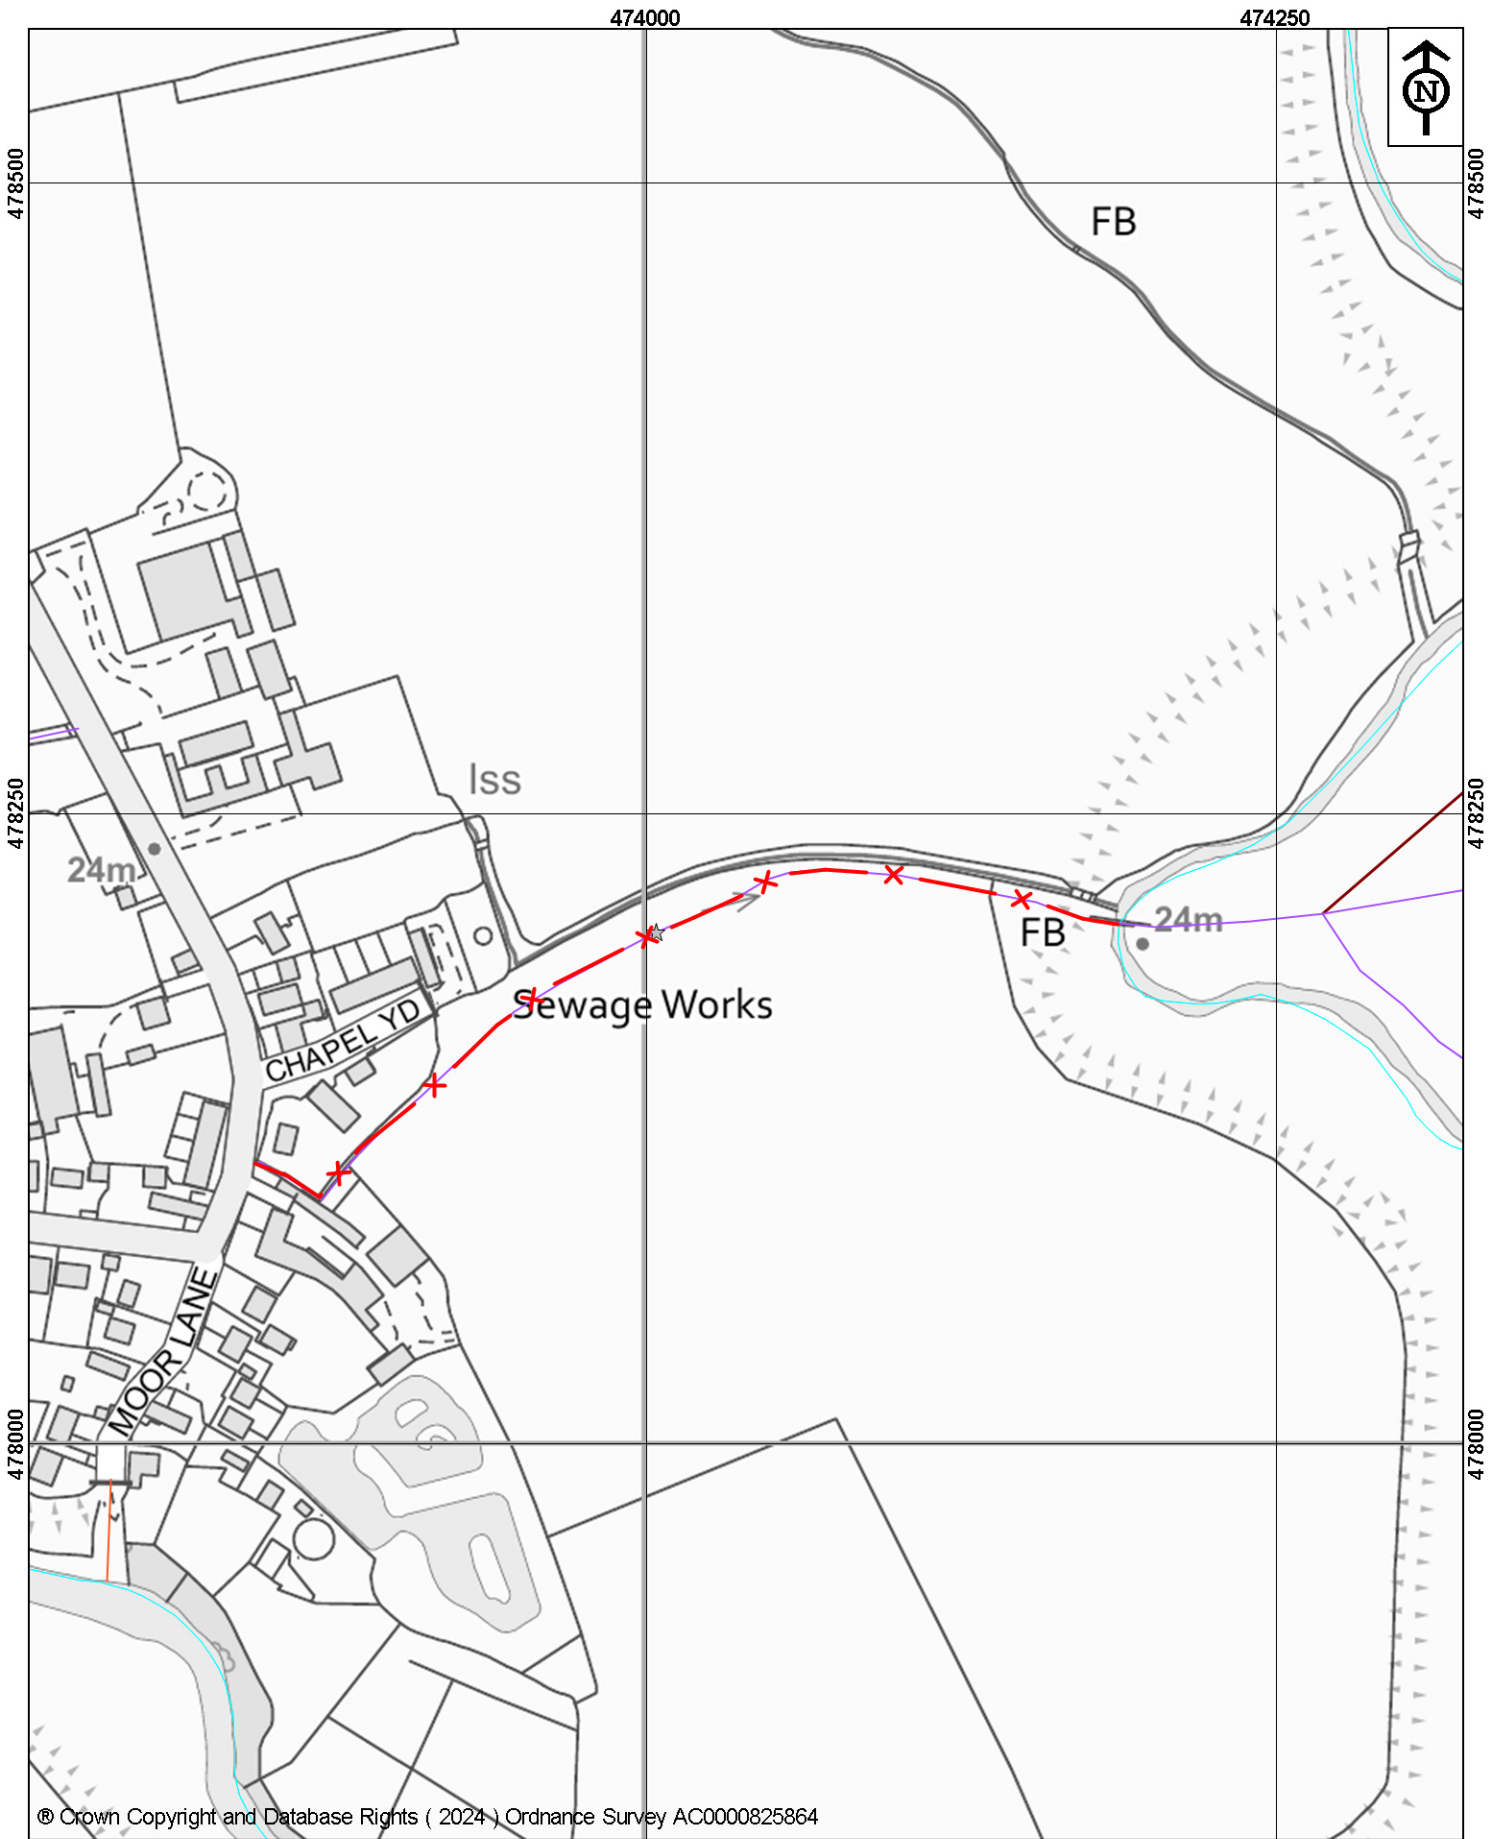 474000
474250
N
478500
478500
FB
Iss
478250
478250
24m
24m
FB
Sewage Works
CHAPEL YD
MOOR LANE
478000
478000
® Crown Copyright and Database Rights ( 2024 ) Ordnance Survey AC0000825864